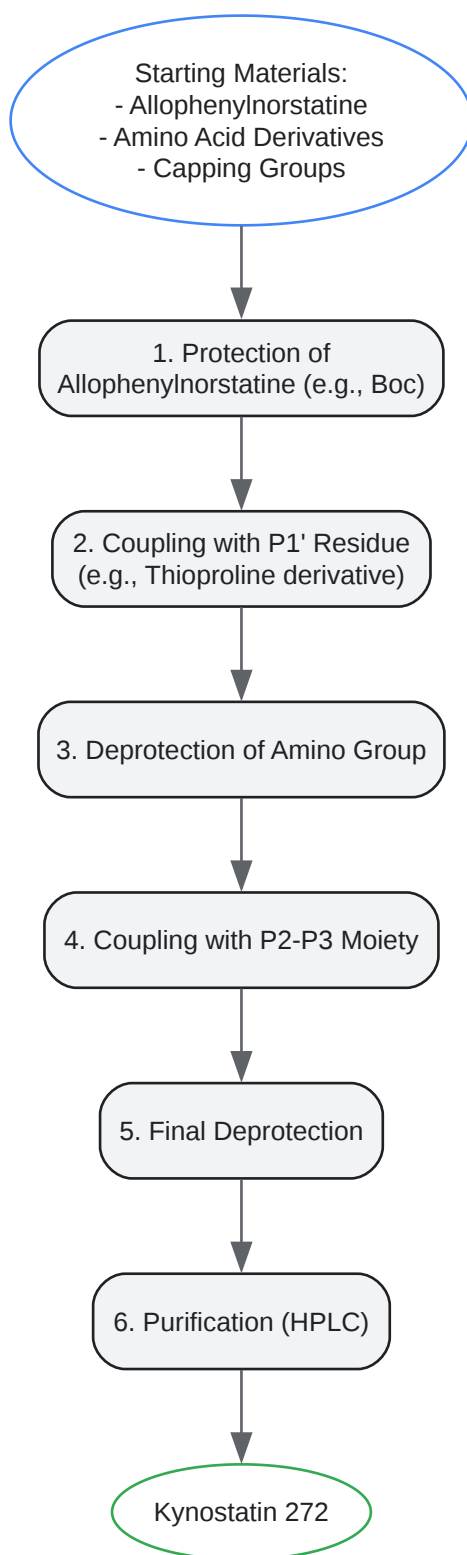 Starting Materials:
- Allophenylnorstatine
- Amino Acid Derivatives
- Capping Groups
1. Protection of
Allophenylnorstatine (e.g., Boc)
2. Coupling with P1' Residue
(e.g., Thioproline derivative)
3. Deprotection of Amino Group
4. Coupling with P2-P3 Moiety
5. Final Deprotection
6. Purification (HPLC)
Kynostatin 272